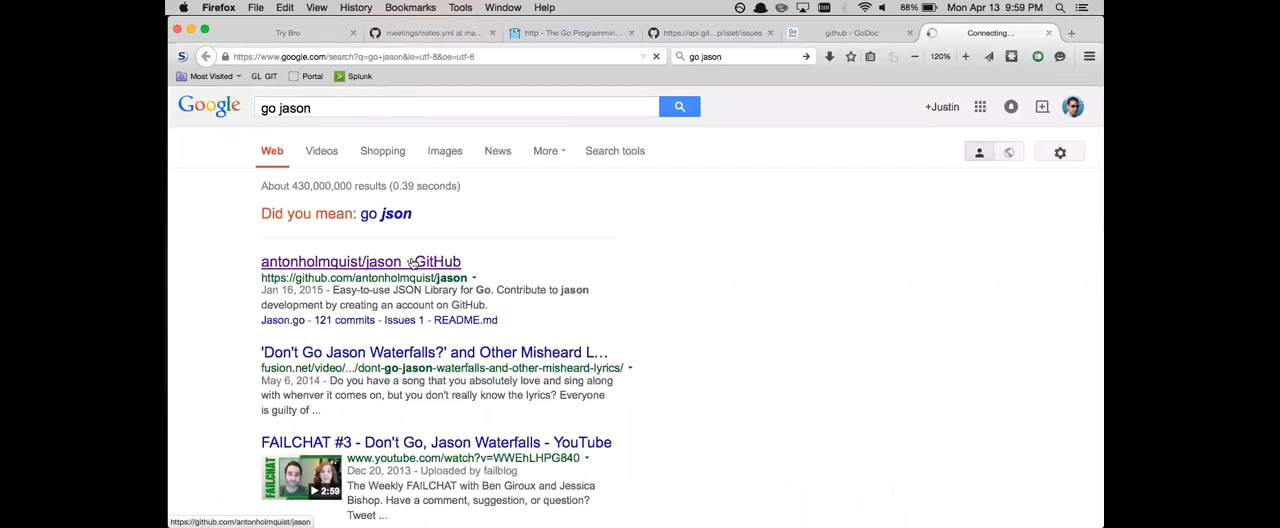 Firefox File Edit View History Bookmarks Tools Window Help 88% Mon Apr 13 9:59 PM
Try Bro meetings/notes.yml at ma... http - The Go Programmin... https://api.git...p/islet/issues Go github - GoDoc Connecting...
https://www.google.com/search?q=go+jason&ie=utf-8&oe=utf-8 go jason 120%
Most Visited GL GIT Portal Splunk
Google go jason +Justin
Web Videos Shopping Images News More Search tools
About 430,000,000 results (0.39 seconds)
Did you mean: go json
antonholmquist/jason · GitHub
https://github.com/antonholmquist/jason
Jan 16, 2015 - Easy-to-use JSON Library for Go. Contribute to jason
development by creating an account on GitHub.
Jason.go - 121 commits - Issues 1 - README.md
'Don't Go Jason Waterfalls?' and Other Misheard L...
fusion.net/video/.../dont-go-jason-waterfalls-and-other-misheard-lyrics/
May 6, 2014 - Do you have a song that you absolutely love and sing along
with whenver it comes on, but you don't really know the lyrics? Everyone
is guilty of ...
FAILCHAT #3 - Don't Go, Jason Waterfalls - YouTube
www.youtube.com/watch?v=WWEhLHPG840
Dec 20, 2013 - Uploaded by failblog
The Weekly FAILCHAT with Ben Giroux and Jessica
Bishop. Have a comment, suggestion, or question?
Tweet ...
FAILCHAT
2:59
https://github.com/antonholmquist/jason